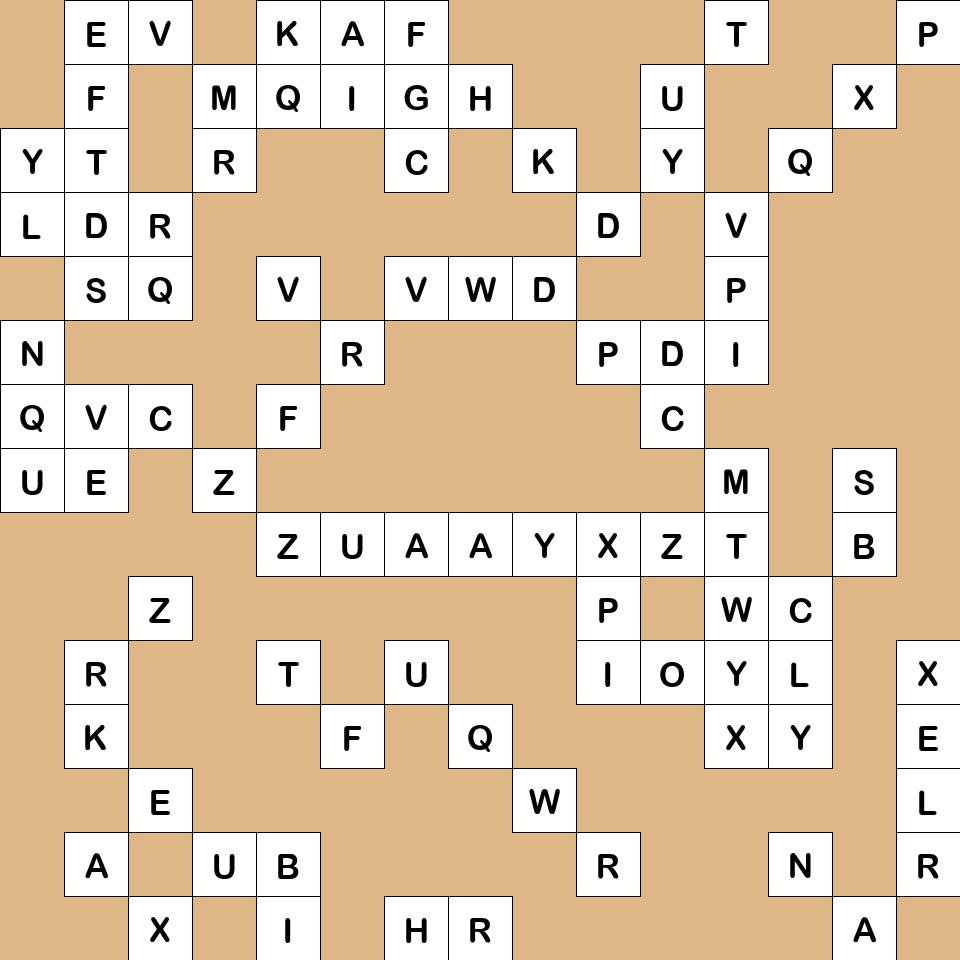 E V K A F T P
F M Q I G H U X
Y T R C K Y Q
L D R D V
S Q V V W D P
N R P D I
Q V C F C
U E Z M S
Z U A A Y X Z T B
Z P W C
R T U I O Y L X
K F Q X Y E
E W L
A U B R N R
X I H R A